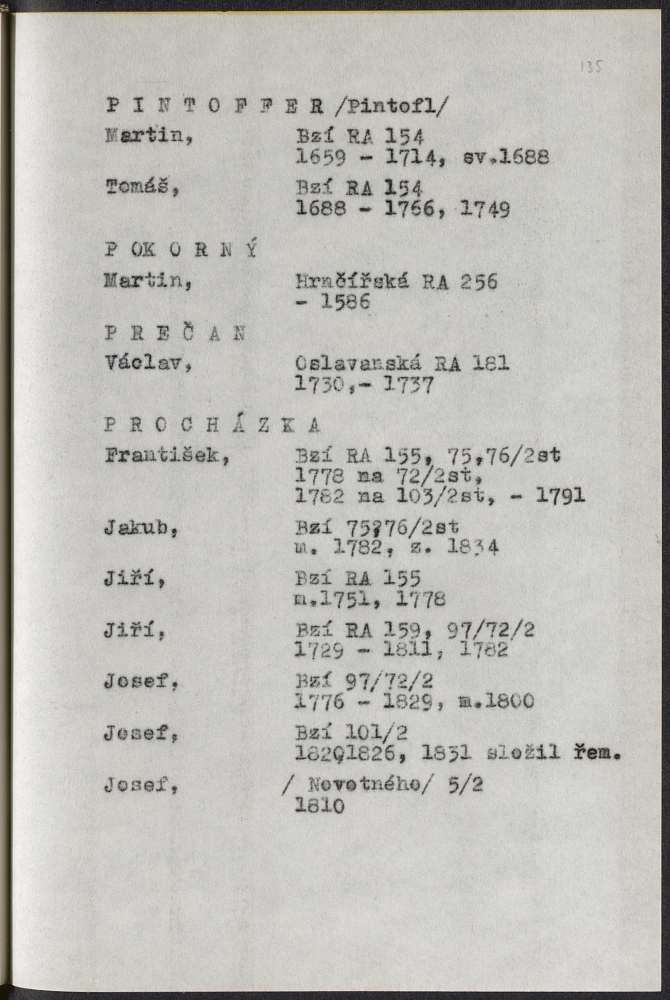 135
P I N T O F F E R /Pintofl/
Martin, Bzí RA 154
1659 - 1714, sv.1688
Tomáš, Bzí RA 154
1688 - 1766, 1749
P OK O R N Ý
Martin, Hrnčířská RA 256
- 1586
P R E Č A N
Václav, Oslavanská RA 181
1730,- 1737
P R O C H Á Z K A
František, Bzí RA 155, 75,76/2st
1778 na 72/2st,
1782 na 103/2st, - 1791
Jakub, Bzí 75,76/2st
m. 1782, z. 1834
Jiří, Bzí RA 155
m.1751, 1778
Jiří, Bzí RA 159, 97/72/2
1729 - 1811, 1782
Josef, Bzí 97/72/2
1776 - 1829, m.1800
Josef, Bzí 101/2
1831 složil řem.
Josef, / Novotného/ 5/2
1810